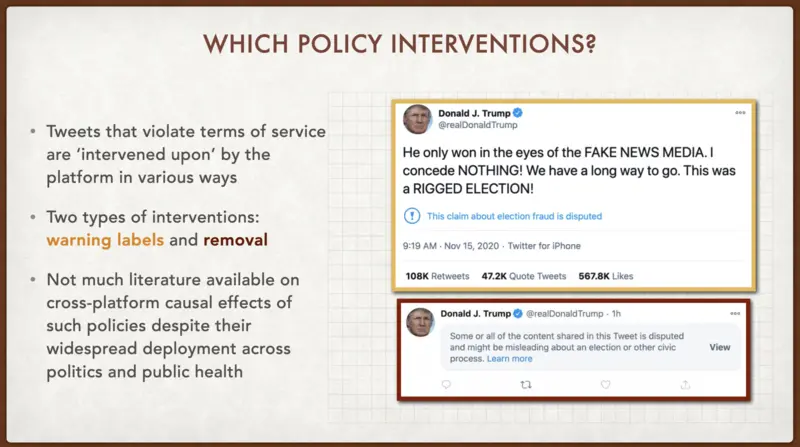 WHICH POLICY INTERVENTIONS?
• Tweets that violate terms of service
are ‘intervened upon’ by the
platform in various ways
• Two types of interventions:
warning labels and removal
• Not much literature available on
cross-platform causal effects of
such policies despite their
widespread deployment across
politics and public health
Donald J. Trump
@realDonaldTrump
He only won in the eyes of the FAKE NEWS MEDIA. I
concede NOTHING! We have a long way to go. This was
a RIGGED ELECTION!
This claim about election fraud is disputed
9:19 AM · Nov 15, 2020 · Twitter for iPhone
108K Retweets 47.2K Quote Tweets 567.8K Likes
Donald J. Trump @realDonaldTrump · 1h
Some or all of the content shared in this Tweet is disputed
and might be misleading about an election or other civic
process. Learn more
View